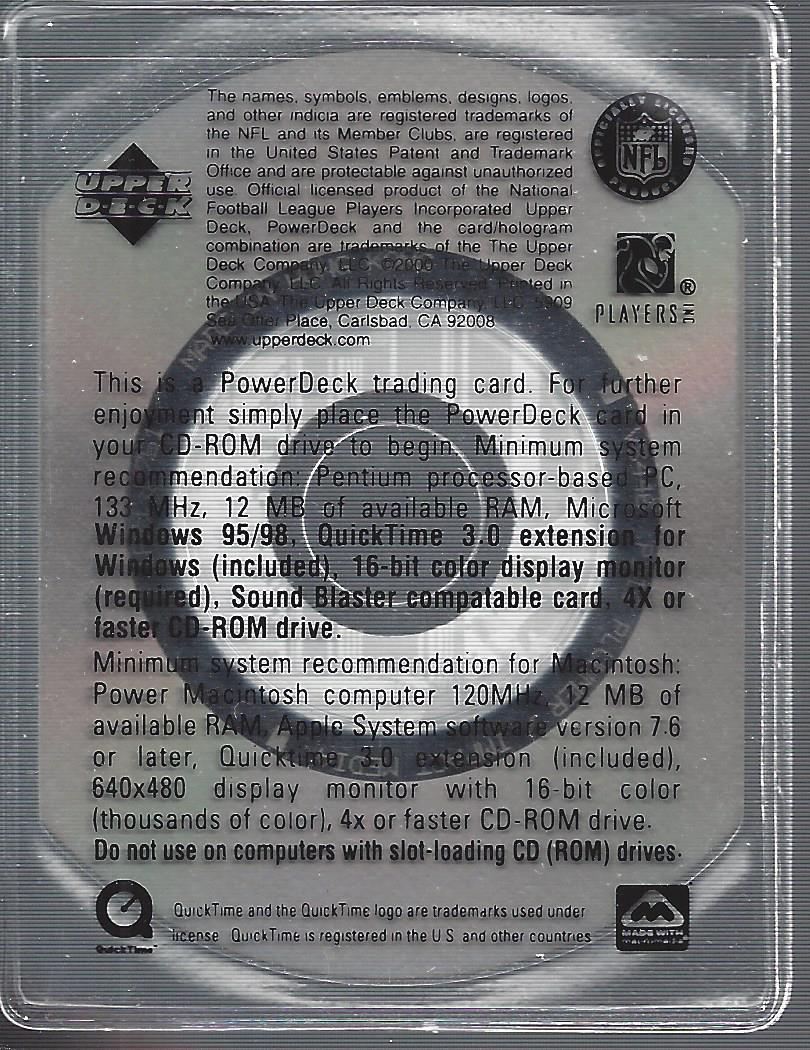 The names, symbols, emblems, designs, logos,
and other indicia are registered trademarks of
the NFL and its Member Clubs, are registered
in the United States Patent and Trademark
Office and are protectable against unauthorized
use. Official licensed product of the National
Football League Players Incorporated Upper
Deck, PowerDeck and the card/hologram
combination are trademarks of the The Upper
Deck Company, LLC ©2000 The Upper Deck
Company, LLC. All Rights Reserved. Printed in
the USA. The Upper Deck Company, LLC 5909
Sea Otter Place, Carlsbad, CA 92008
www.upperdeck.com
UPPER
D·E·C·K
OFFICIALLY LICENSED
NFL
PRODUCT
®
PLAYERS INC
This is a PowerDeck trading card. For further
enjoyment simply place the PowerDeck card in
your CD-ROM drive to begin. Minimum system
recommendation: Pentium processor-based PC,
133 MHz, 12 MB of available RAM, Microsoft
Windows 95/98, QuickTime 3.0 extension for
Windows (included), 16-bit color display monitor
(required), Sound Blaster compatable card, 4X or
faster CD-ROM drive.
Minimum system recommendation for Macintosh:
Power Macintosh computer 120MHz, 12 MB of
available RAM, Apple System software version 7.6
or later, Quicktime 3.0 extension (included),
640x480 display monitor with 16-bit color
(thousands of color), 4x or faster CD-ROM drive.
Do not use on computers with slot-loading CD (ROM) drives.
QuickTime™
QuickTime and the QuickTime logo are trademarks used under
license QuickTime is registered in the U S and other countries
MADE WITH
macromedia